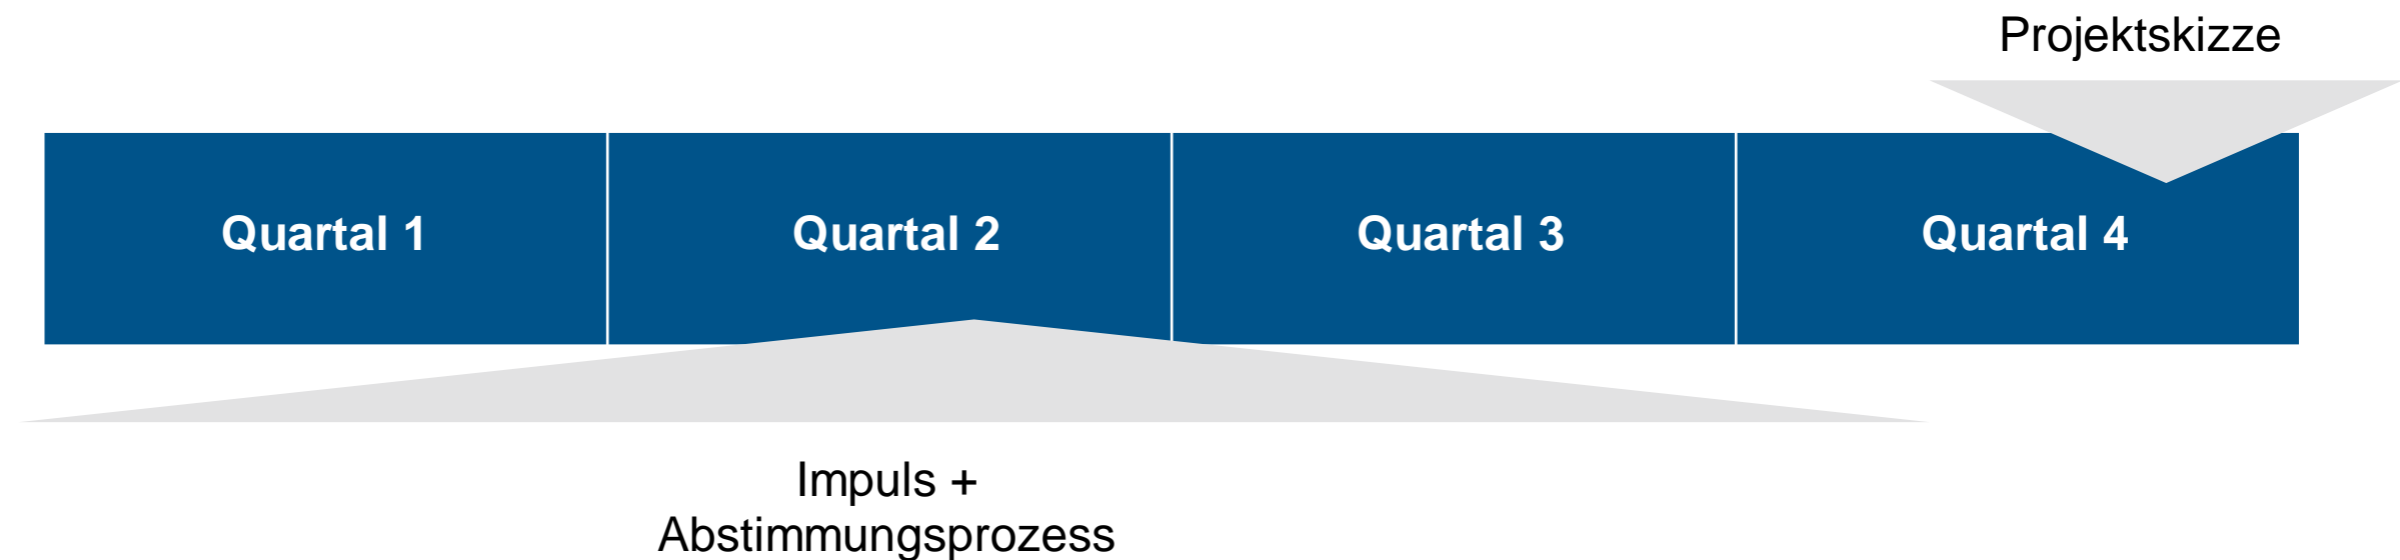 Projektskizze
Quartal 1
Quartal 2
Quartal 3
Quartal 4
Impuls +
Abstimmungsprozess